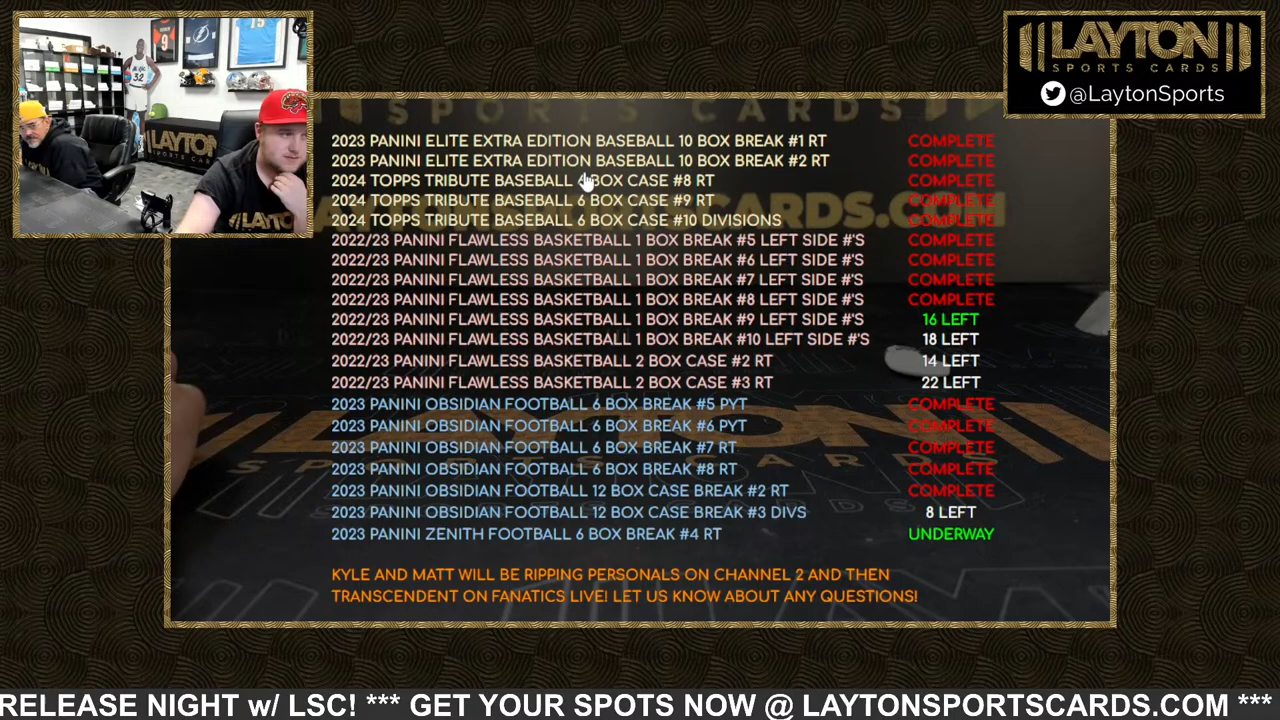 LAYTON
SPORTS CARDS
@LaytonSports
SPORTS CARDS
2023 PANINI ELITE EXTRA EDITION BASEBALL 10 BOX BREAK #1 RT COMPLETE
2023 PANINI ELITE EXTRA EDITION BASEBALL 10 BOX BREAK #2 RT COMPLETE
2024 TOPPS TRIBUTE BASEBALL BOX CASE #8 RT COMPLETE
2024 TOPPS TRIBUTE BASEBALL 6 BOX CASE #9 RT COMPLETE
2024 TOPPS TRIBUTE BASEBALL 6 BOX CASE #10 DIVISIONS COMPLETE
2022/23 PANINI FLAWLESS BASKETBALL 1 BOX BREAK #5 LEFT SIDE #'S COMPLETE
2022/23 PANINI FLAWLESS BASKETBALL 1 BOX BREAK #6 LEFT SIDE #'S COMPLETE
2022/23 PANINI FLAWLESS BASKETBALL 1 BOX BREAK #7 LEFT SIDE #'S COMPLETE
2022/23 PANINI FLAWLESS BASKETBALL 1 BOX BREAK #8 LEFT SIDE #'S COMPLETE
2022/23 PANINI FLAWLESS BASKETBALL 1 BOX BREAK #9 LEFT SIDE #'S 16 LEFT
2022/23 PANINI FLAWLESS BASKETBALL 1 BOX BREAK #10 LEFT SIDE #'S 18 LEFT
2022/23 PANINI FLAWLESS BASKETBALL 2 BOX CASE #2 RT 14 LEFT
2022/23 PANINI FLAWLESS BASKETBALL 2 BOX CASE #3 RT 22 LEFT
2023 PANINI OBSIDIAN FOOTBALL 6 BOX BREAK #5 PYT COMPLETE
2023 PANINI OBSIDIAN FOOTBALL 6 BOX BREAK #6 PYT COMPLETE
2023 PANINI OBSIDIAN FOOTBALL 6 BOX BREAK #7 RT COMPLETE
2023 PANINI OBSIDIAN FOOTBALL 6 BOX BREAK #8 RT COMPLETE
2023 PANINI OBSIDIAN FOOTBALL 12 BOX CASE BREAK #2 RT COMPLETE
2023 PANINI OBSIDIAN FOOTBALL 12 BOX CASE BREAK #3 DIVS 8 LEFT
2023 PANINI ZENITH FOOTBALL 6 BOX BREAK #4 RT UNDERWAY
KYLE AND MATT WILL BE RIPPING PERSONALS ON CHANNEL 2 AND THEN
TRANSCENDENT ON FANATICS LIVE! LET US KNOW ABOUT ANY QUESTIONS!
RELEASE NIGHT w/ LSC! *** GET YOUR SPOTS NOW @ LAYTONSPORTSCARDS.COM ***